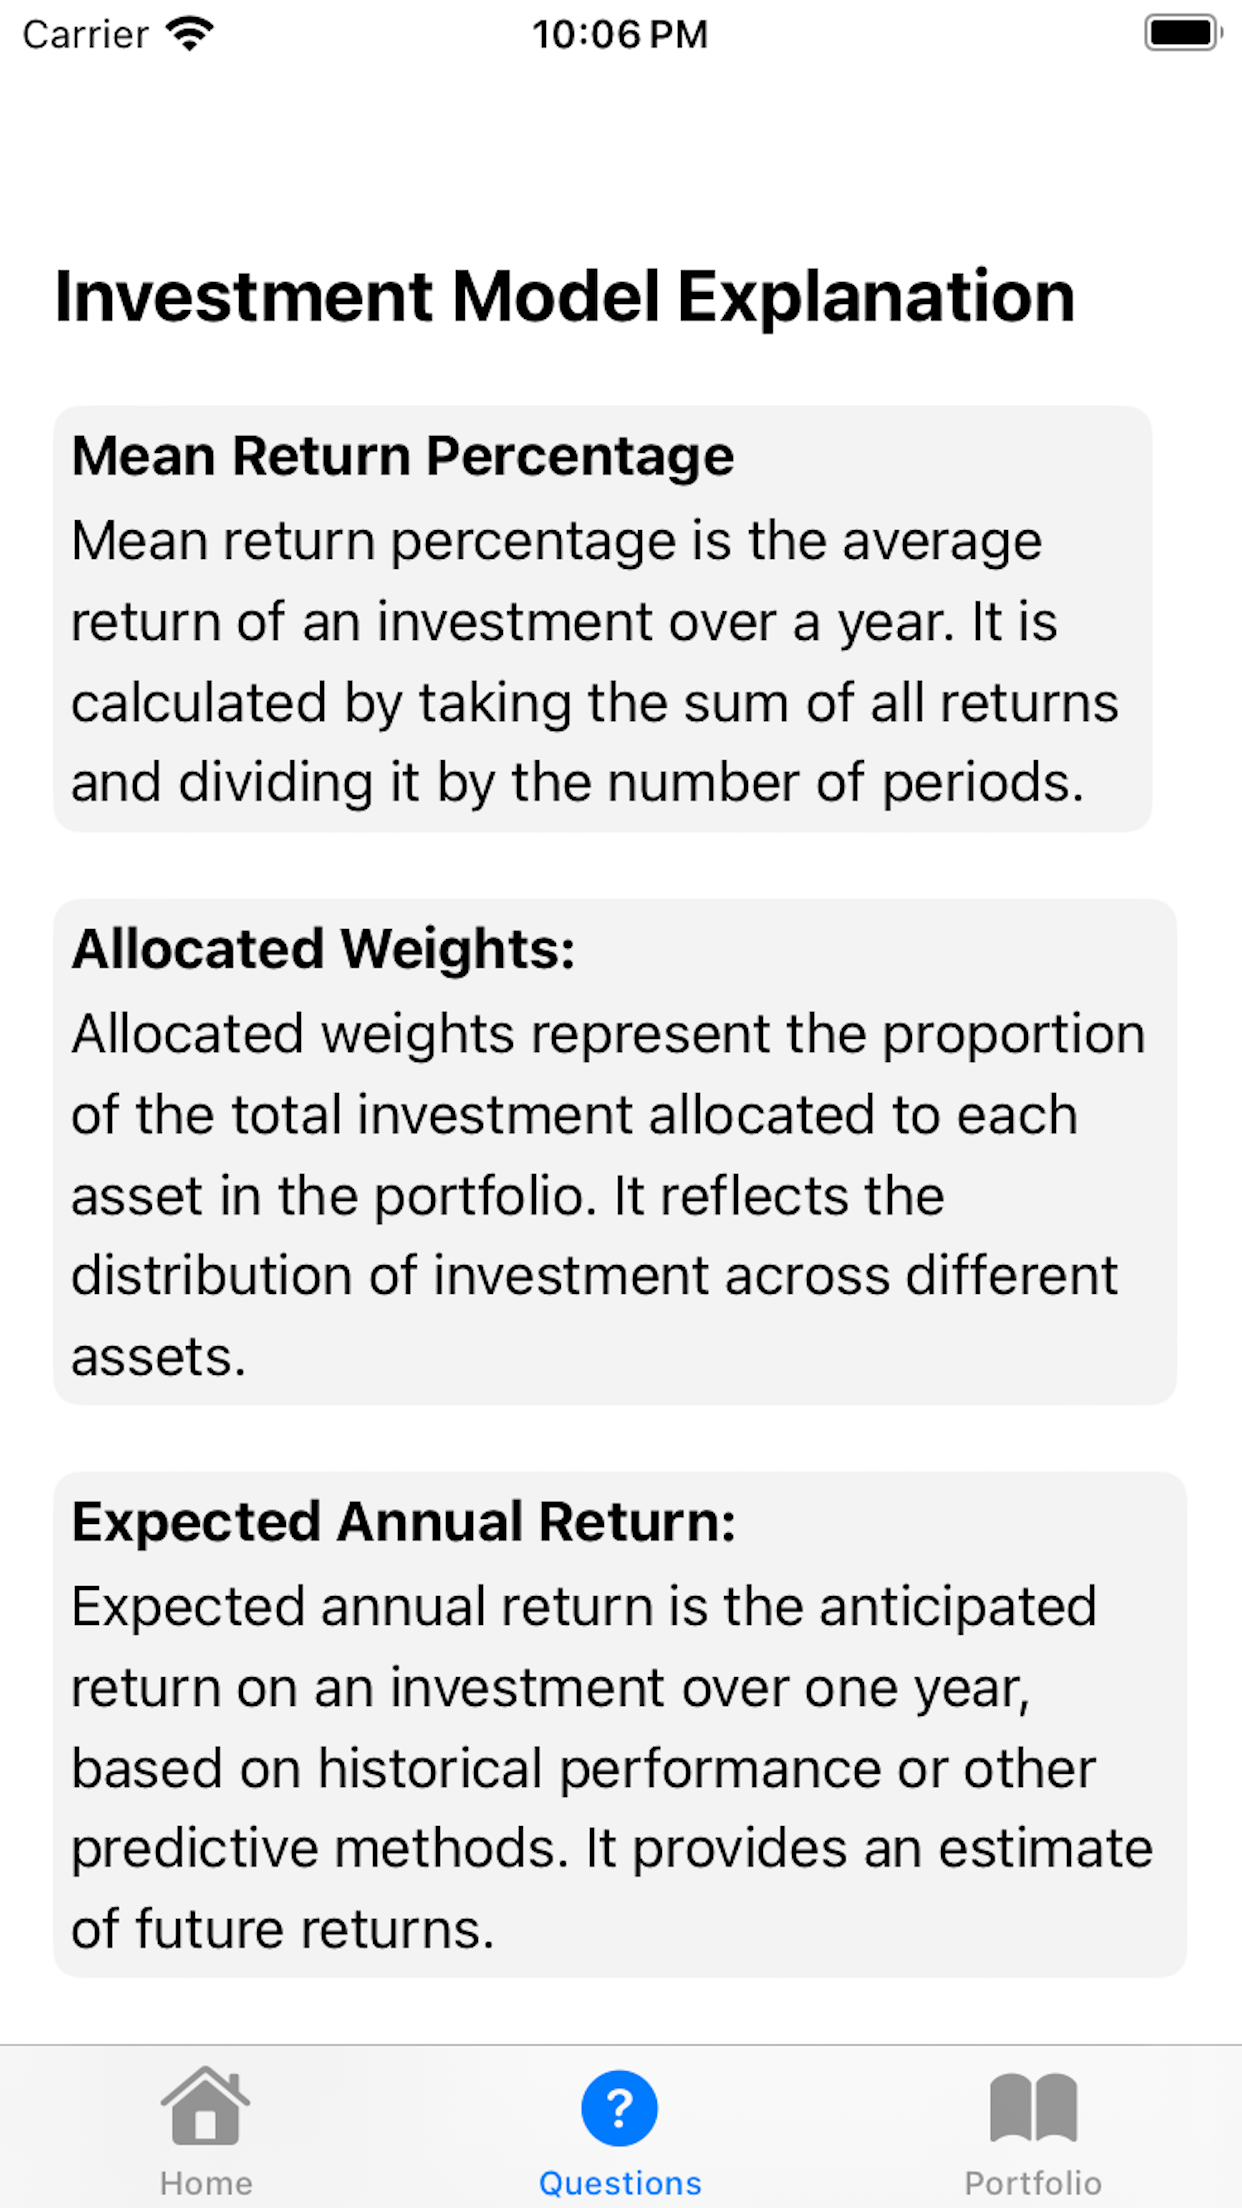 Carrier 10:06 PM
Investment Model Explanation
Mean Return Percentage
Mean return percentage is the average
return of an investment over a year. It is
calculated by taking the sum of all returns
and dividing it by the number of periods.
Allocated Weights:
Allocated weights represent the proportion
of the total investment allocated to each
asset in the portfolio. It reflects the
distribution of investment across different
assets.
Expected Annual Return:
Expected annual return is the anticipated
return on an investment over one year,
based on historical performance or other
predictive methods. It provides an estimate
of future returns.
Home Questions Portfolio